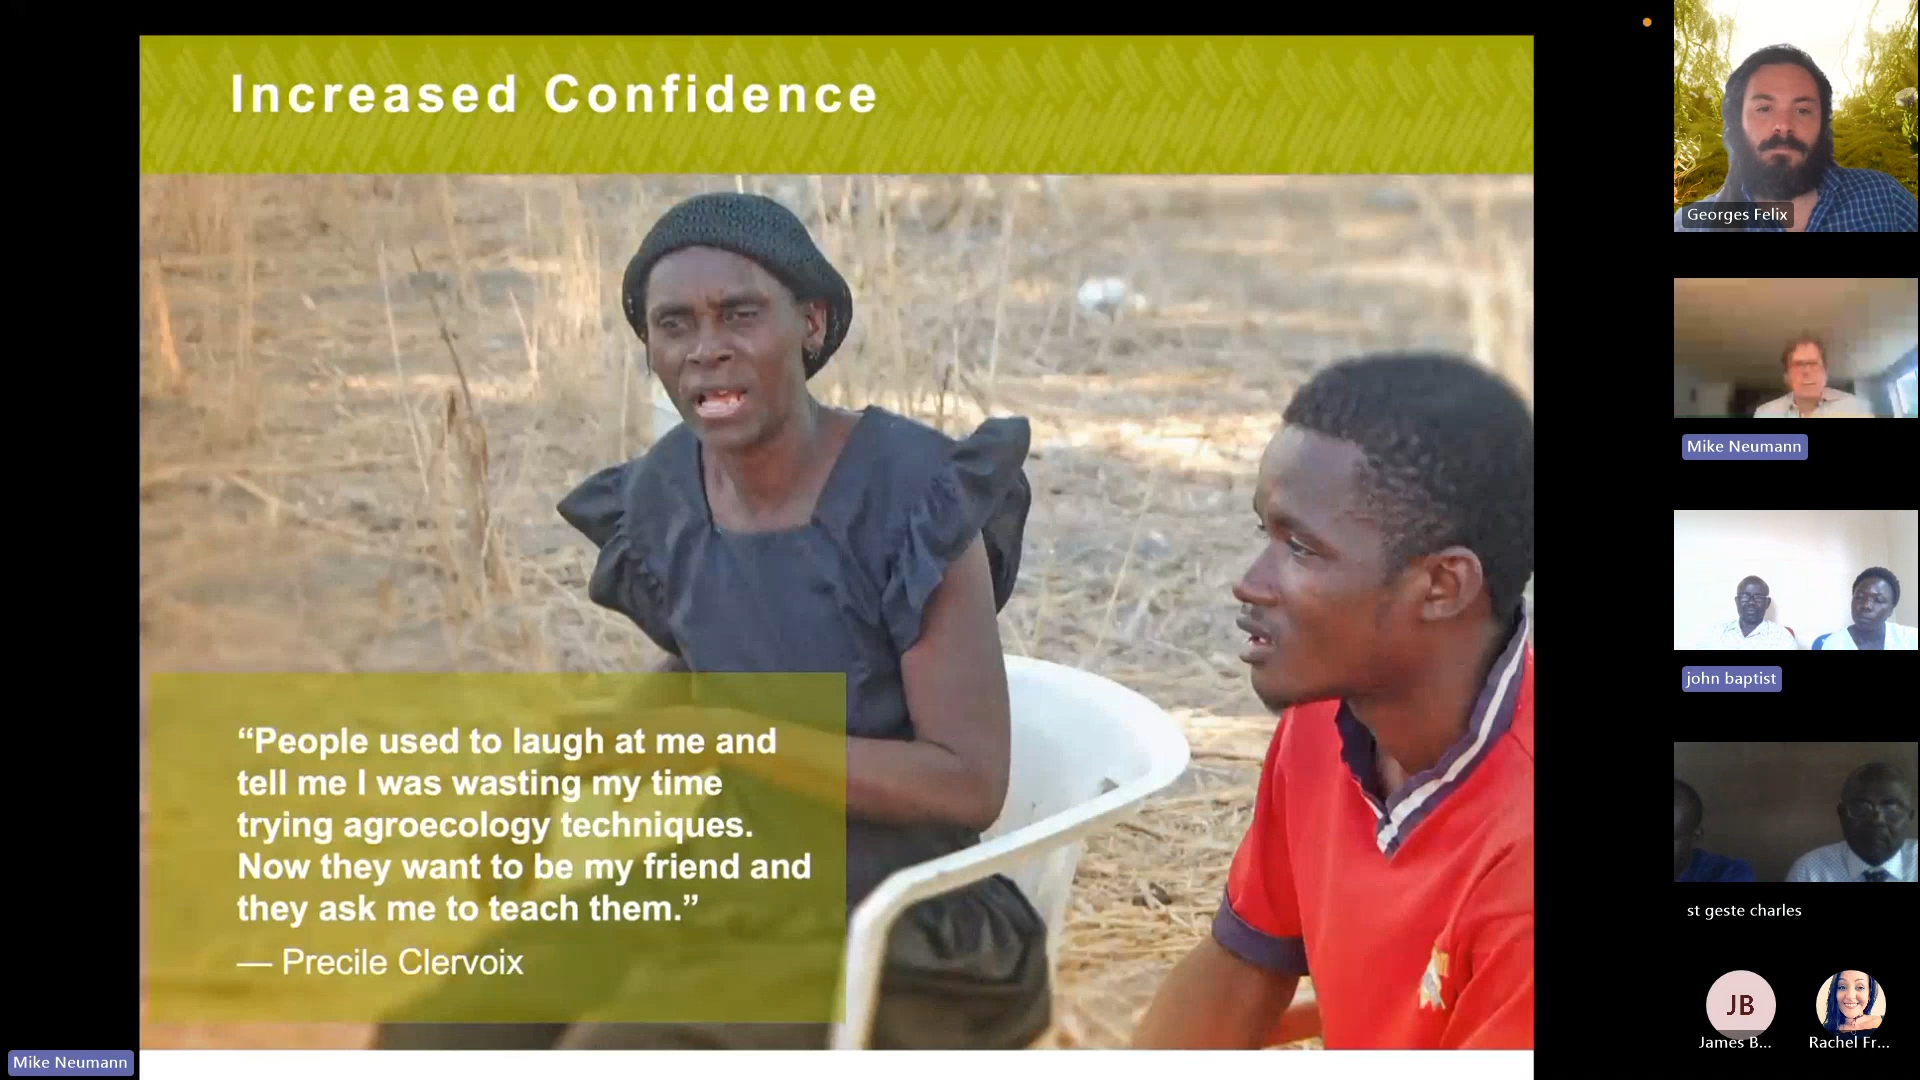 Increased Confidence
“People used to laugh at me and
tell me I was wasting my time
trying agroecology techniques.
Now they want to be my friend and
they ask me to teach them.”
— Precile Clervoix
Mike Neumann
Georges Felix
Mike Neumann
john baptist
st geste charles
JB
James B...
Rachel Fr...